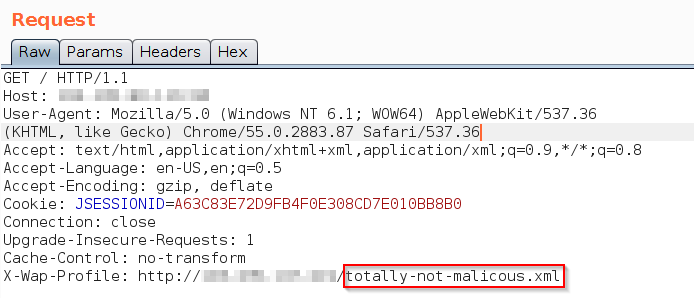 Request
Raw Params Headers Hex
GET / HTTP/1.1
Host:
User-Agent: Mozilla/5.0 (Windows NT 6.1; WOW64) AppleWebKit/537.36
(KHTML, like Gecko) Chrome/55.0.2883.87 Safari/537.36
Accept: text/html,application/xhtml+xml,application/xml;q=0.9,*/*;q=0.8
Accept-Language: en-US,en;q=0.5
Accept-Encoding: gzip, deflate
Cookie: JSESSIONID=A63C83E72D9FB4F0E308CD7E010BB8B0
Connection: close
Upgrade-Insecure-Requests: 1
Cache-Control: no-transform
X-Wap-Profile: http:// /totally-not-malicous.xml